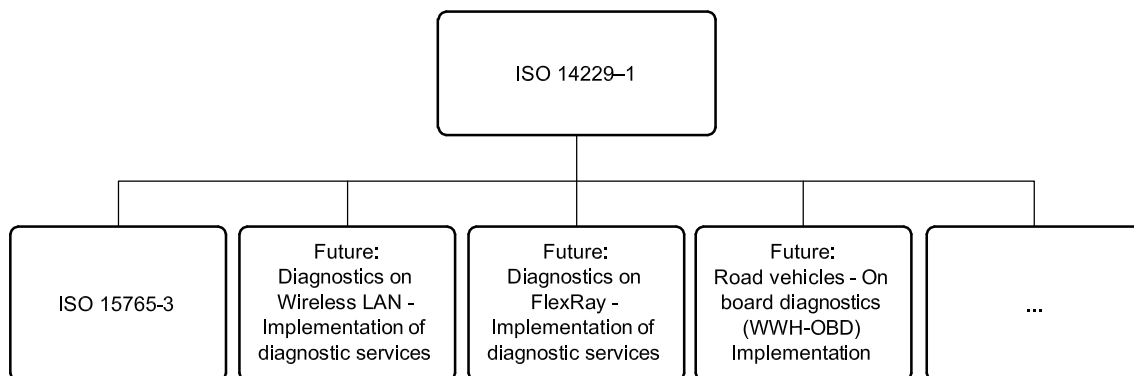 ISO 14229–1
ISO 15765-3
Future:
Diagnostics on
Wireless LAN -
Implementation of
diagnostic services
Future:
Diagnostics on
FlexRay -
Implementation of
diagnostic services
Future:
Road vehicles - On
board diagnostics
(WWH-OBD)
Implementation
...